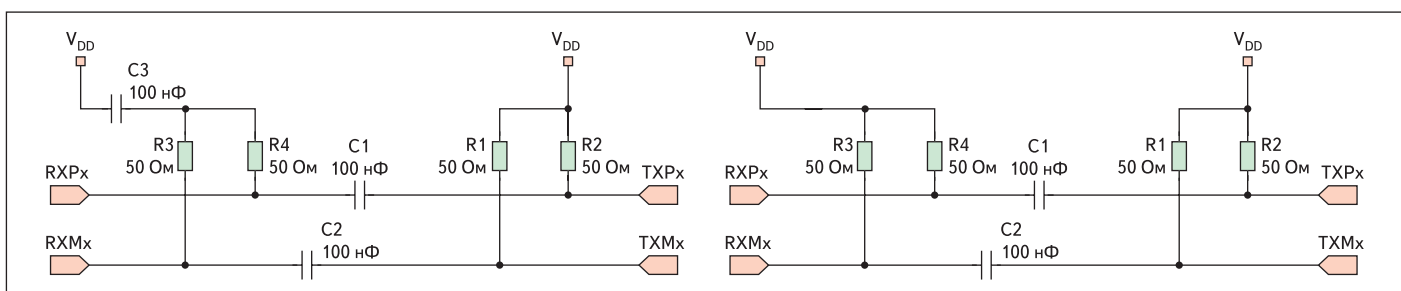 VDD
VDD
C3
100 нФ
R3
50 Ом
R4
50 Ом
C1
100 нФ
R1
50 Ом
R2
50 Ом
RXPx
TXPx
C2
100 нФ
RXMx
TXMx
VDD
VDD
R3
50 Ом
R4
50 Ом
C1
100 нФ
R1
50 Ом
R2
50 Ом
RXPx
TXPx
C2
100 нФ
RXMx
TXMx